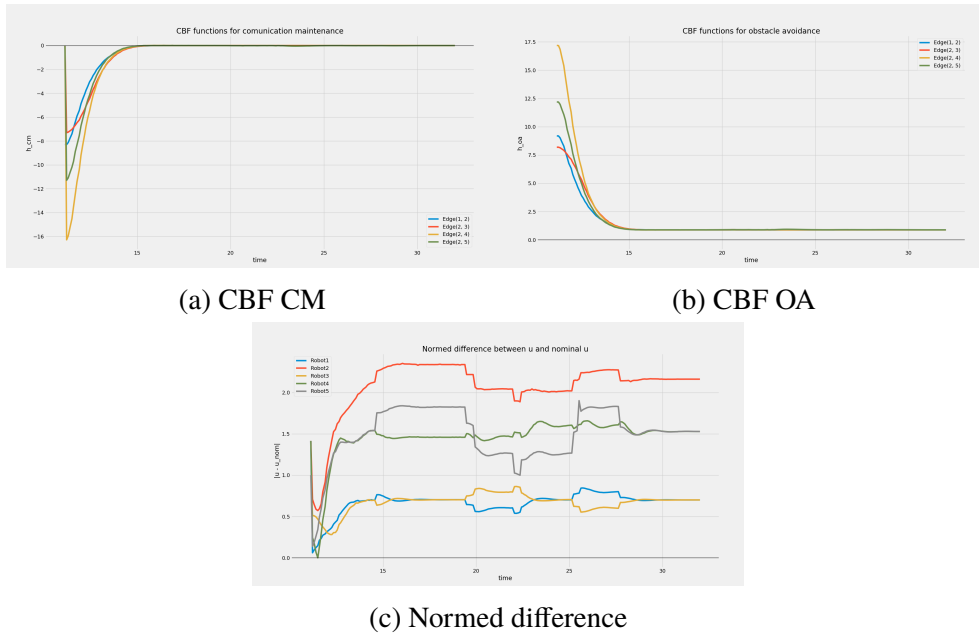 CBF functions for comunication maintenance
0
−2
−4
−6
−8
−10
−12
−14
−16
h_cm
15
20
25
30
time
Edge(1, 2)
Edge(2, 3)
Edge(2, 4)
Edge(2, 5)
(a) CBF CM
CBF functions for obstacle avoidance
17.5
15.0
12.5
10.0
7.5
5.0
2.5
0.0
h_oa
15
20
25
30
time
Edge(1, 2)
Edge(2, 3)
Edge(2, 4)
Edge(2, 5)
(b) CBF OA
Normed difference between u and nominal u
Robot1
Robot2
Robot3
Robot4
Robot5
2.0
1.5
1.0
0.5
0.0
|u - u_nom|
15
20
25
30
time
(c) Normed difference